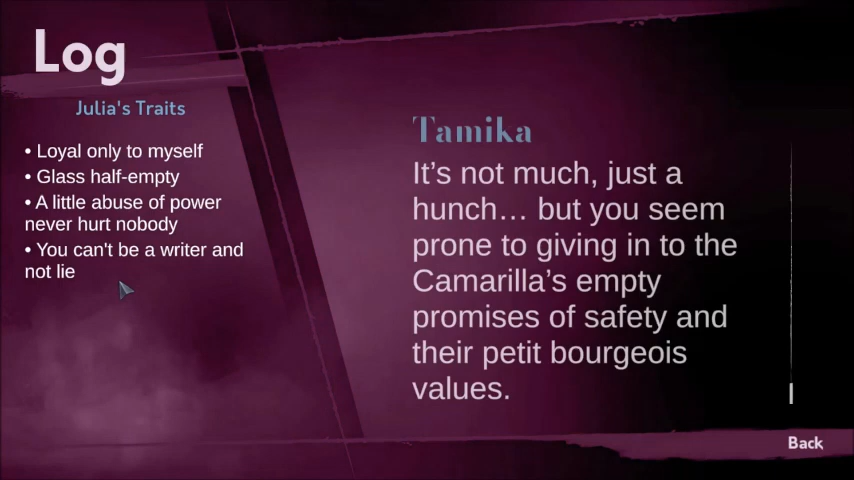 Log
Julia's Traits
• Loyal only to myself
• Glass half-empty
• A little abuse of power
never hurt nobody
• You can't be a writer and
not lie
Tamika
It’s not much, just a
hunch… but you seem
prone to giving in to the
Camarilla’s empty
promises of safety and
their petit bourgeois
values.
Back